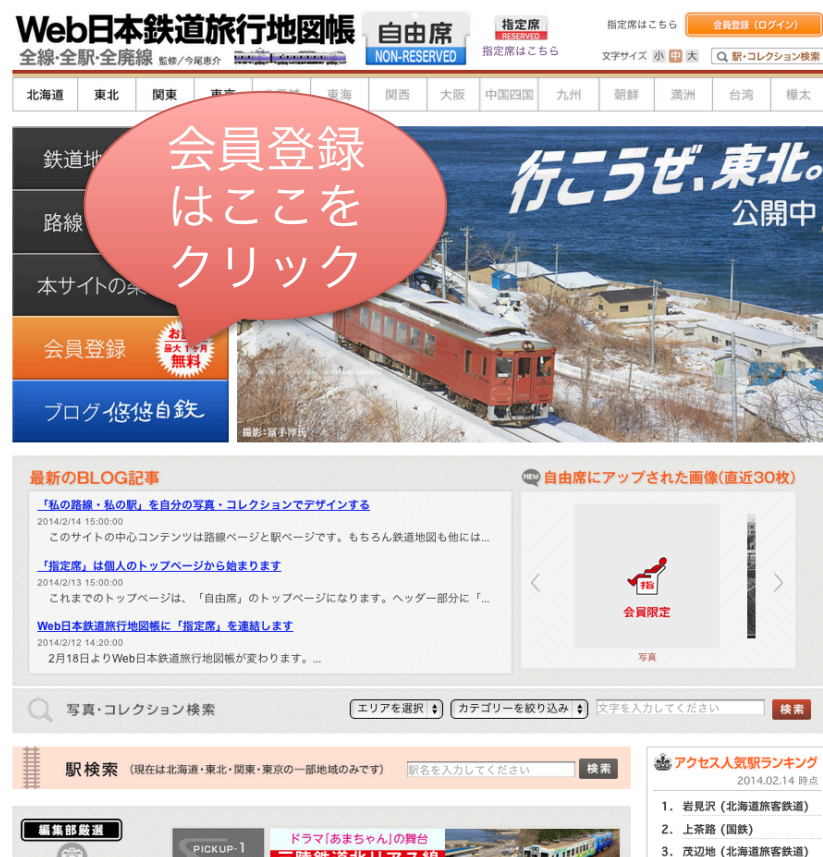 Web日本鉄道旅行地図帳
自由席
NON-RESERVED
指定席
RESERVED
指定席はこちら
指定席はこちら
会員登録（ログイン）
全線・全駅・全廃線 監修／今尾恵介
文字サイズ 小 中 大
駅・コレクション検索
北海道 東北 関東 東海 関西 大阪 中国四国 九州 朝鮮 満洲 台湾 樺太
会員登録
はここを
クリック
鉄道地
路線
本サイトの
会員登録
最大1ヶ月
無料
ブログ 悠悠自鉄
行こうぜ、東北。
公開中
撮影：冨手淳氏
最新のBLOG記事
「私の路線・私の駅」を自分の写真・コレクションでデザインする
2014/2/14 15:00:00
このサイトの中心コンテンツは路線ページと駅ページです。もちろん鉄道地図も他には...
「指定席」は個人のトップページから始まります
2014/2/13 15:00:00
これまでのトップページは、「自由席」のトップページになります。ヘッダー部分に「...
Web日本鉄道旅行地図帳に「指定席」を連結します
2014/2/12 14:20:00
2月18日よりWeb日本鉄道旅行地図帳が変わります。...
NEW 自由席にアップされた画像(直近30枚)
指
会員限定
写真
写真・コレクション検索
エリアを選択
カテゴリーを絞り込み
文字を入力してください
検索
駅検索 （現在は北海道・東北・関東・東京の一部地域のみです）
駅名を入力してください
検索
アクセス人気駅ランキング
2014.02.14 時点
1. 岩見沢 (北海道旅客鉄道)
2. 上茶路 (国鉄)
3. 茂辺地 (北海道旅客鉄道)
編集部厳選
PICKUP-1
ドラマ「あまちゃん」の舞台
三陸鉄道北リアス線